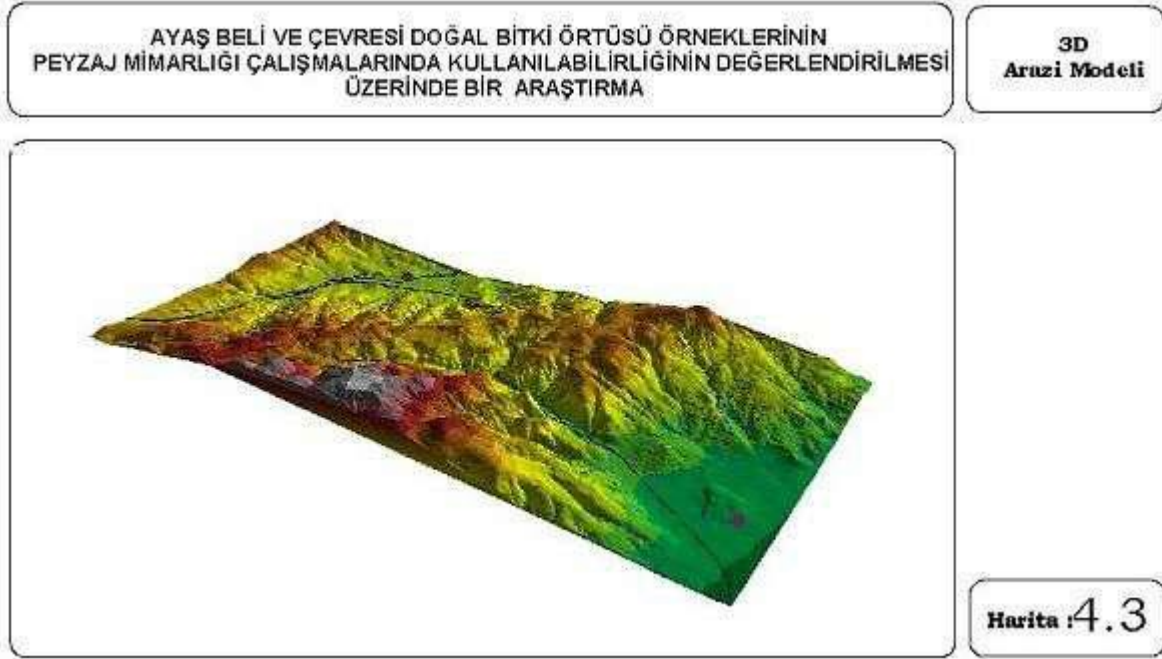 AYAŞ BELİ VE ÇEVRESİ DOĞAL BİTKİ ÖRTÜSÜ ÖRNEKLERİNİN
PEYZAJ MİMARLIĞI ÇALIŞMALARINDA KULLANILABİLİRLİĞİNİN DEĞERLENDİRİLMESİ
ÜZERİNDE BİR ARAŞTIRMA
3D
Arazi Modeli
Harita :4.3